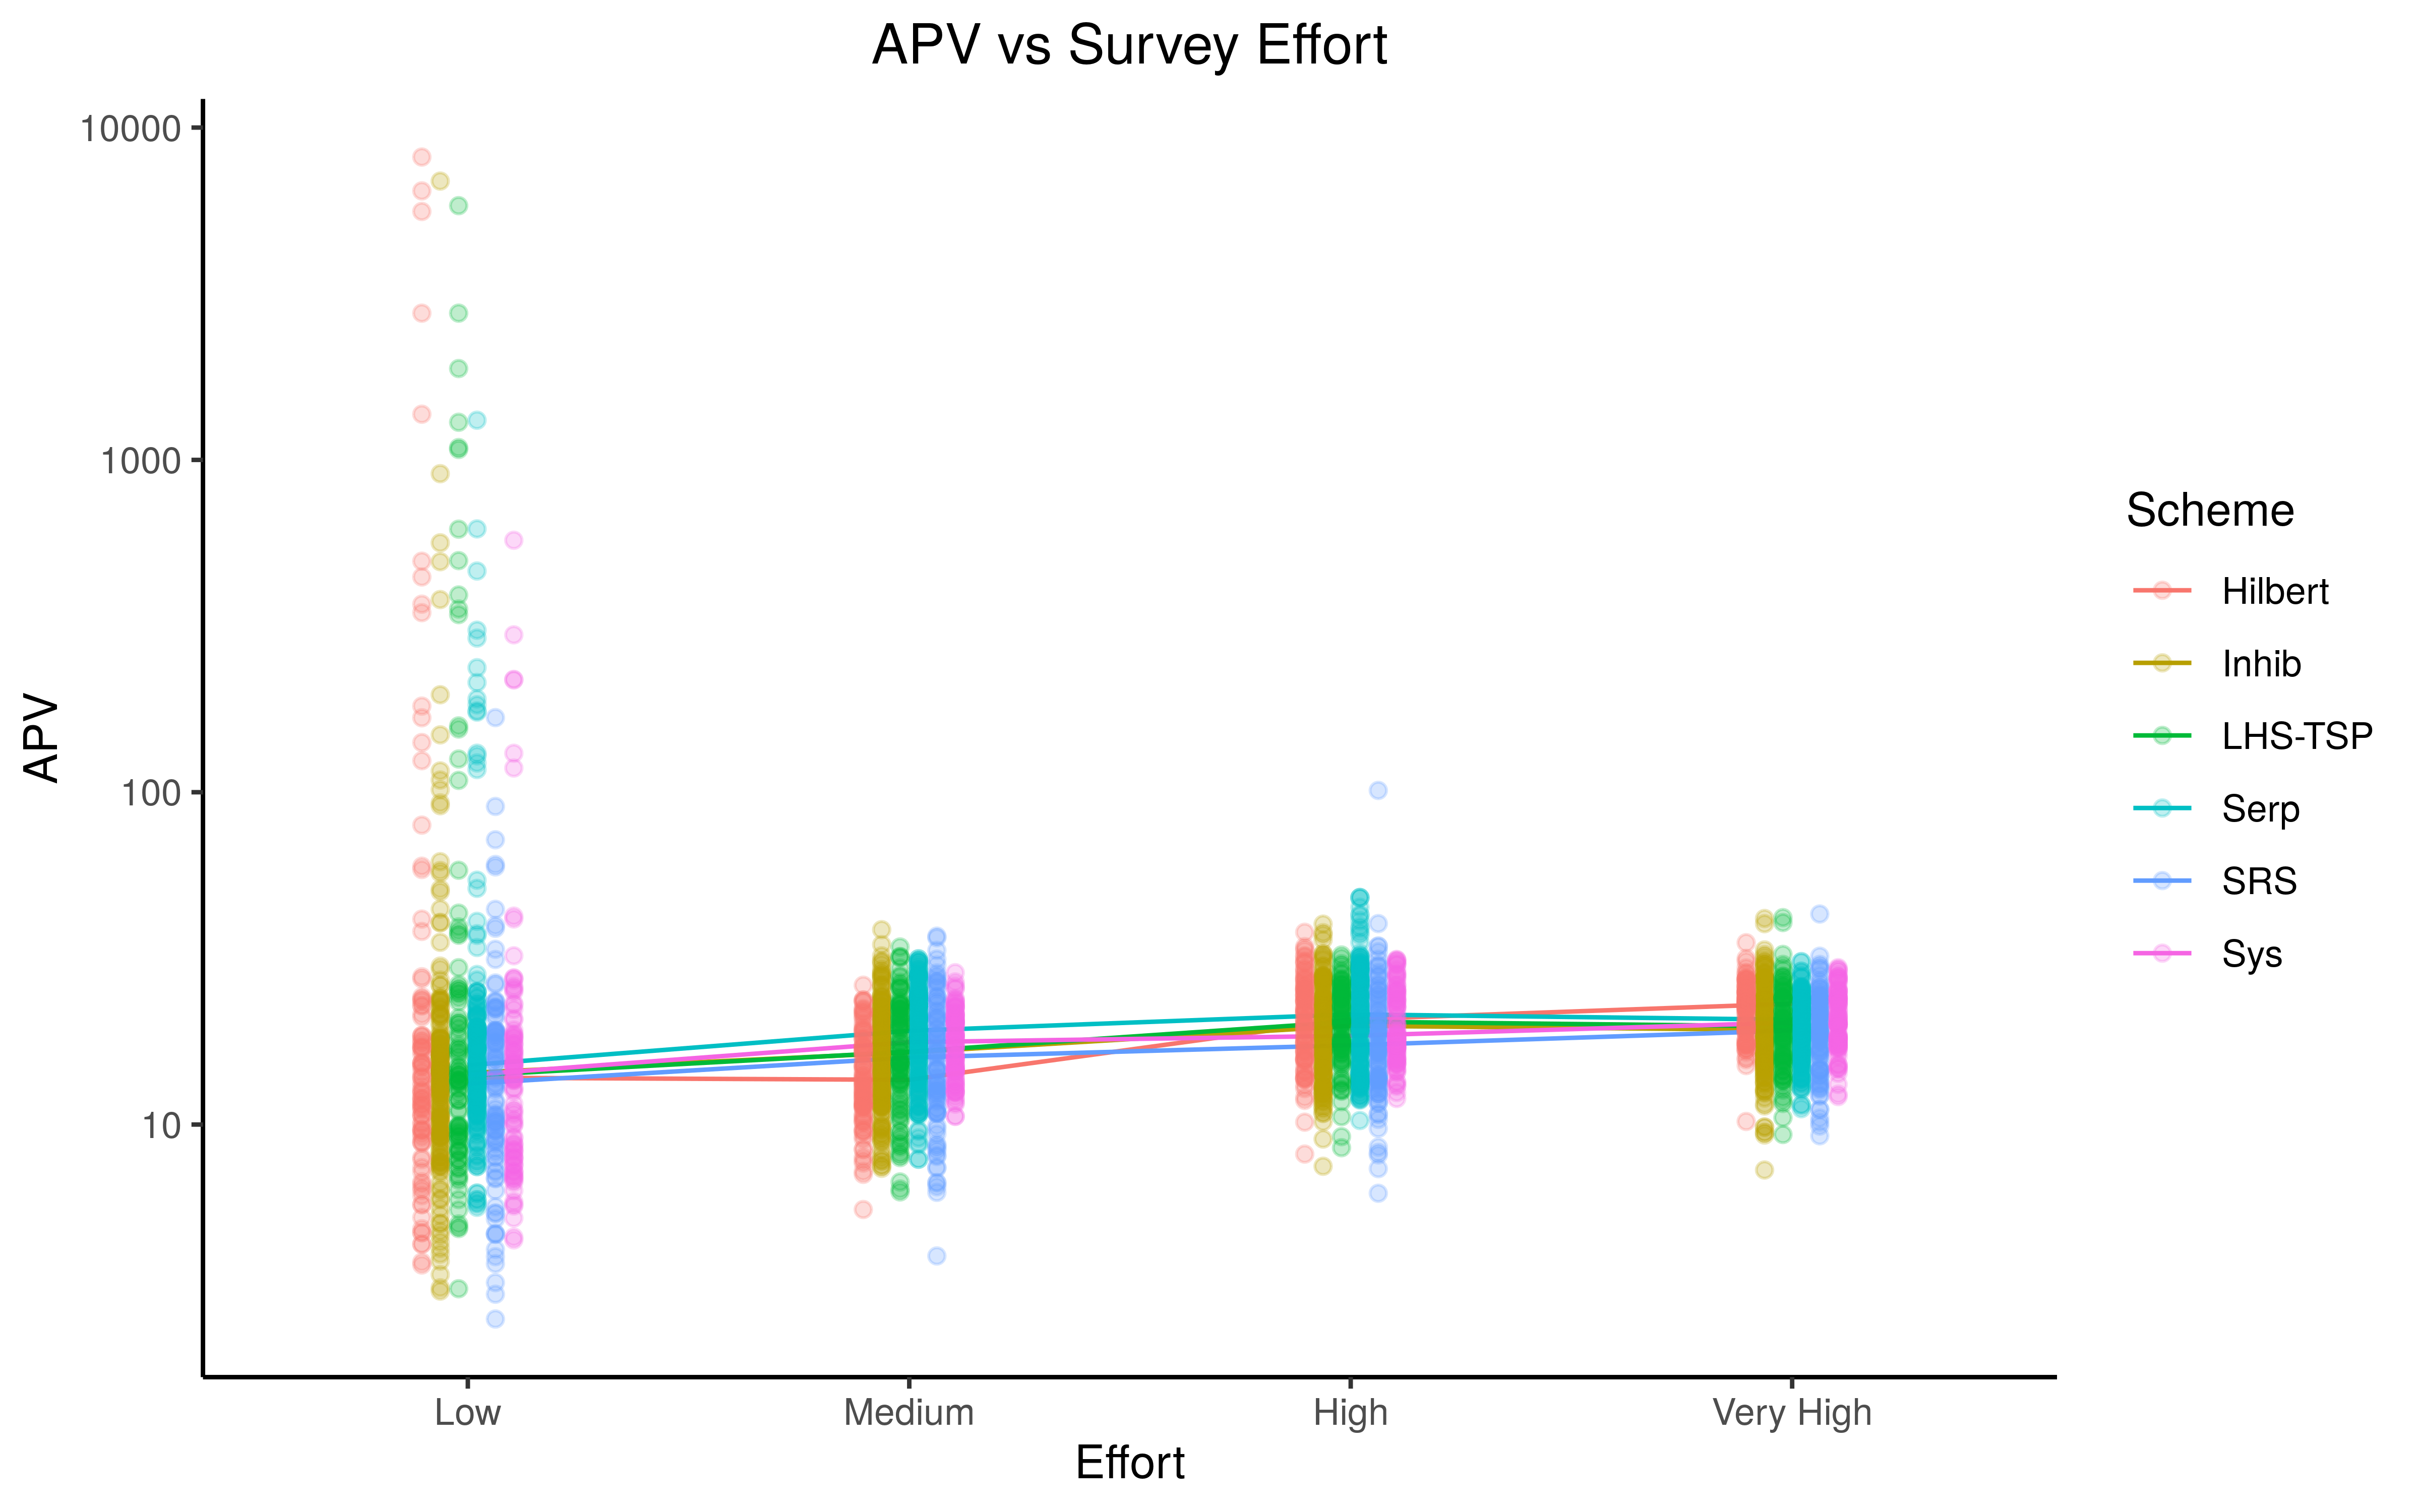 APV vs Survey Effort
10000
1000
100
10
APV
Low
Medium
High
Very High
Effort
Scheme
Hilbert
Inhib
LHS-TSP
Serp
SRS
Sys